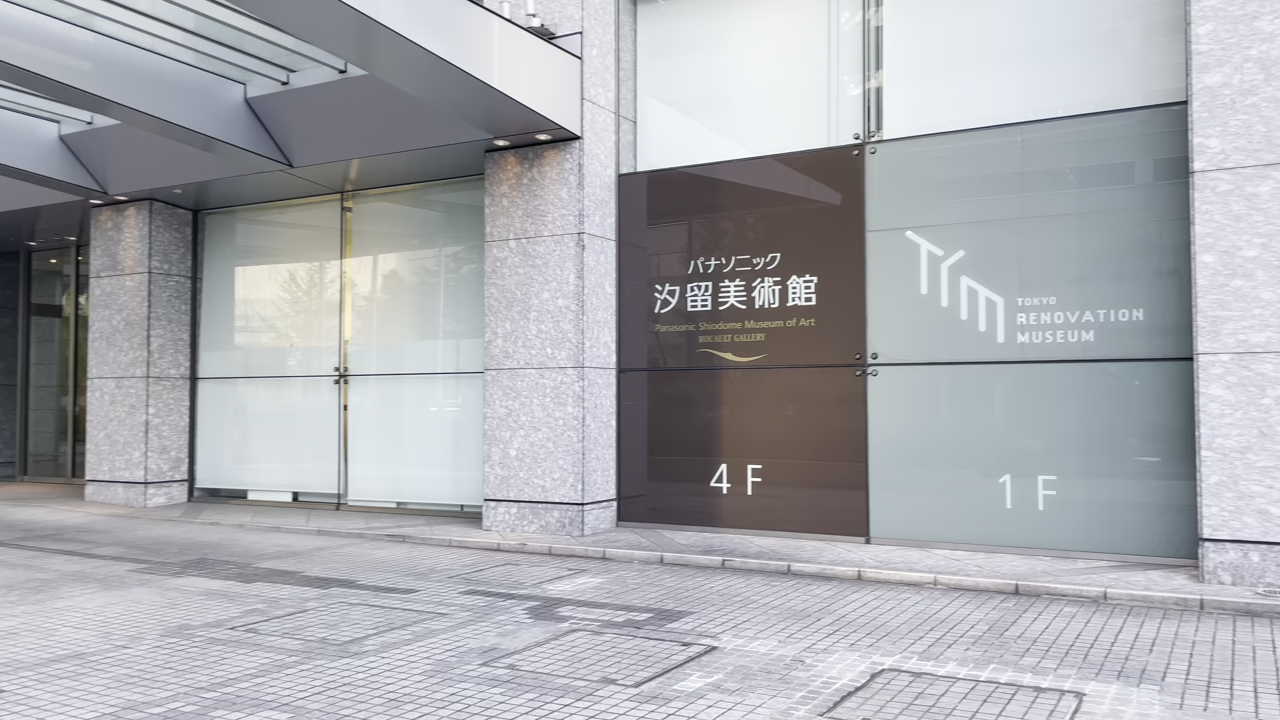 パナソニック
汐留美術館
Panasonic Shiodome Museum of Art
ROUAULT GALLERY
4F
TRM
TOKYO
RENOVATION
MUSEUM
1F